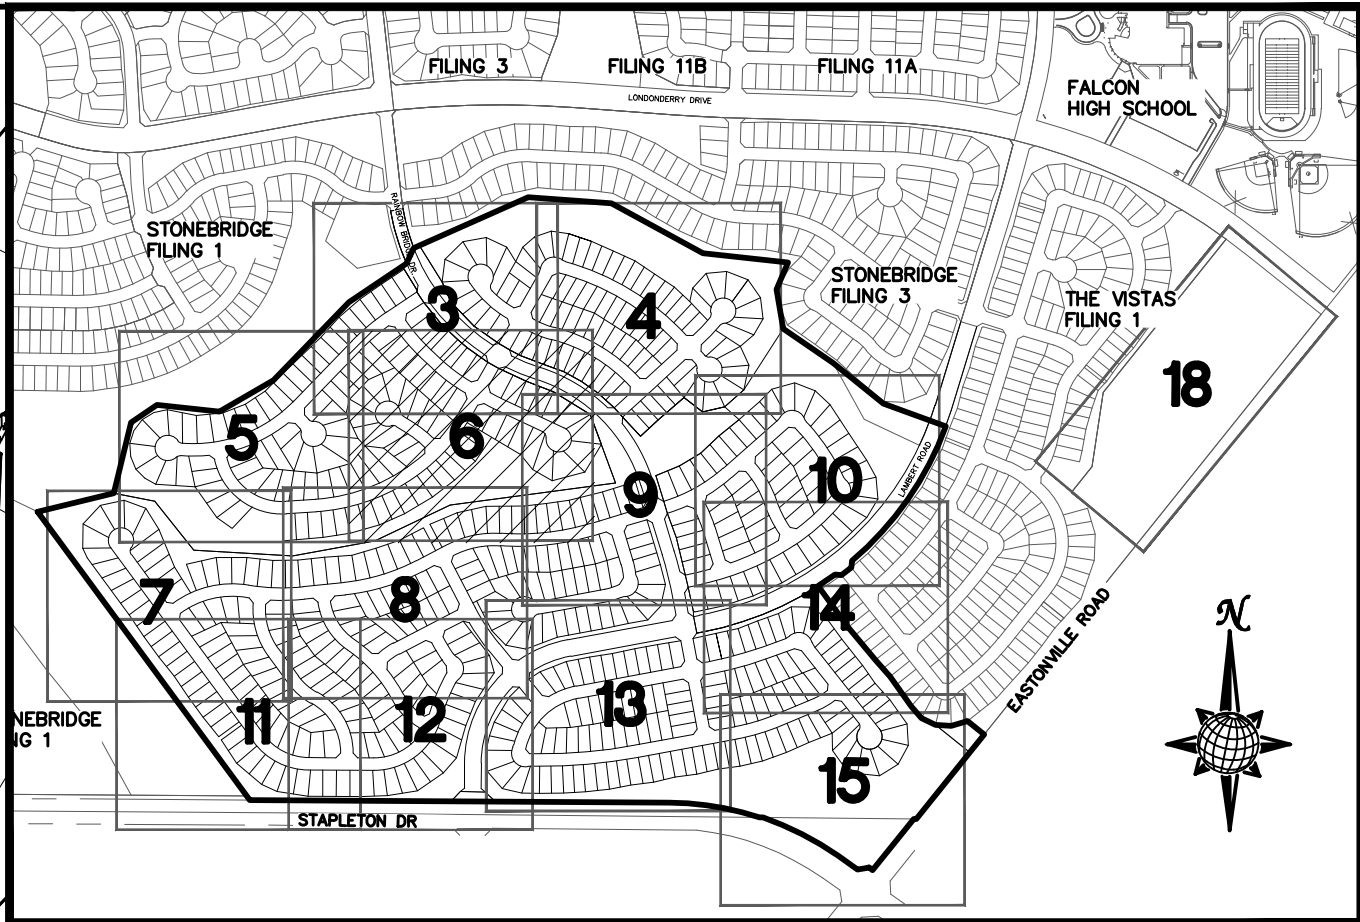 FILING 3
FILING 11B
FILING 11A
LONDONDERRY DRIVE
FALCON
HIGH SCHOOL
RAINBOW BRIDGE DR.
STONEBRIDGE
FILING 1
STONEBRIDGE
FILING 3
THE VISTAS
FILING 1
3
4
18
5
6
9
10
LAMBERT ROAD
7
8
14
EASTONVILLE ROAD
N
NEBRIDGE
NG 1
11
12
13
15
STAPLETON DR